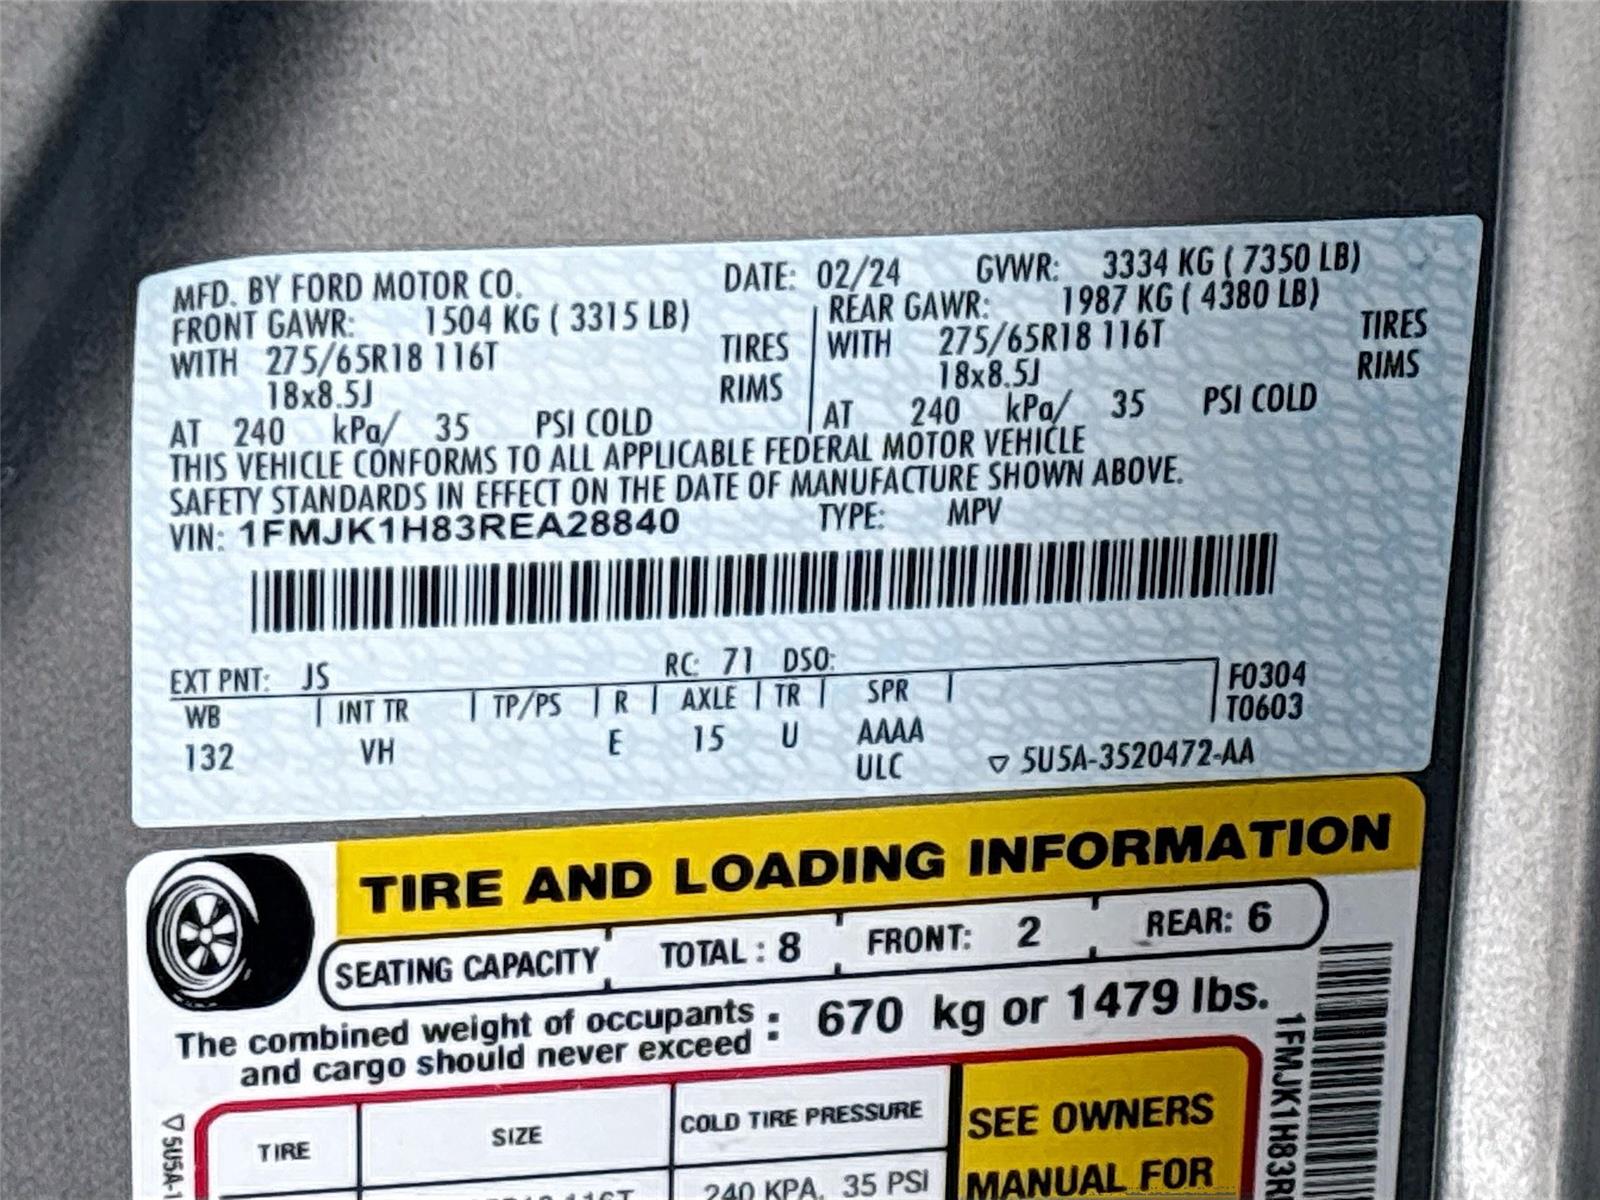 MFD. BY FORD MOTOR CO. DATE: 02/24 GVWR: 3334 KG ( 7350 LB)
FRONT GAWR: 1504 KG ( 3315 LB) REAR GAWR: 1987 KG ( 4380 LB)
WITH 275/65R18 116T TIRES WITH 275/65R18 116T TIRES
18x8.5J RIMS 18x8.5J RIMS
AT 240 kPa/ 35 PSI COLD AT 240 kPa/ 35 PSI COLD
THIS VEHICLE CONFORMS TO ALL APPLICABLE FEDERAL MOTOR VEHICLE
SAFETY STANDARDS IN EFFECT ON THE DATE OF MANUFACTURE SHOWN ABOVE.
VIN: 1FMJK1H83REA28840 TYPE: MPV
EXT PNT: JS RC: 71 DSO:
WB INT TR TP/PS R AXLE TR SPR F0304
T0603
132 VH E 15 U AAAA
ULC ▽ 5U5A-3520472-AA
TIRE AND LOADING INFORMATION
SEATING CAPACITY TOTAL : 8 FRONT: 2 REAR: 6
The combined weight of occupants
and cargo should never exceed : 670 kg or 1479 lbs.
TIRE SIZE COLD TIRE PRESSURE SEE OWNERS
MANUAL FOR
116T 240 KPA, 35 PSI
▽ 5U5A-1
1FMJK1H83R